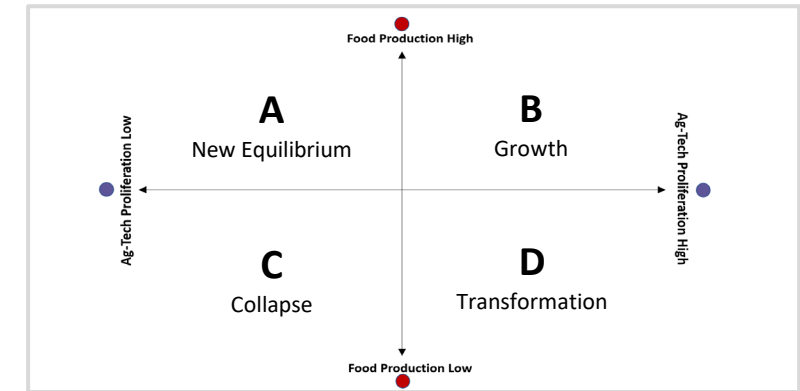 Food Production High
A
New Equilibrium
B
Growth
Ag-Tech Proliferation Low
Ag-Tech Proliferation High
C
Collapse
D
Transformation
Food Production Low